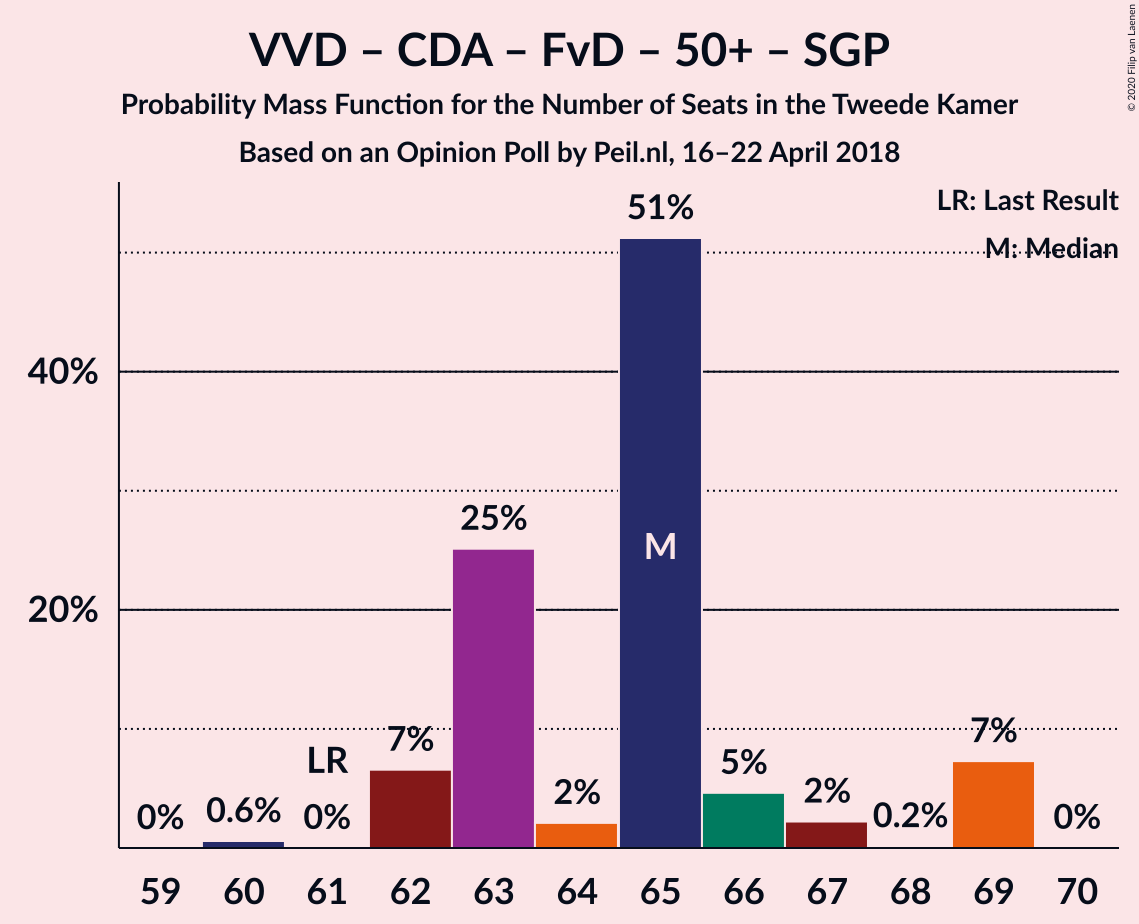 VVD – CDA – FvD – 50+ – SGP
Probability Mass Function for the Number of Seats in the Tweede Kamer
Based on an Opinion Poll by Peil.nl, 16–22 April 2018
© 2020 Filip van Laenen
LR: Last Result
M: Median
51%
40%
25%
M
20%
7%
7%
LR
5%
2%
2%
0%
0.6%
0%
0.2%
0%
59 60 61 62 63 64 65 66 67 68 69 70